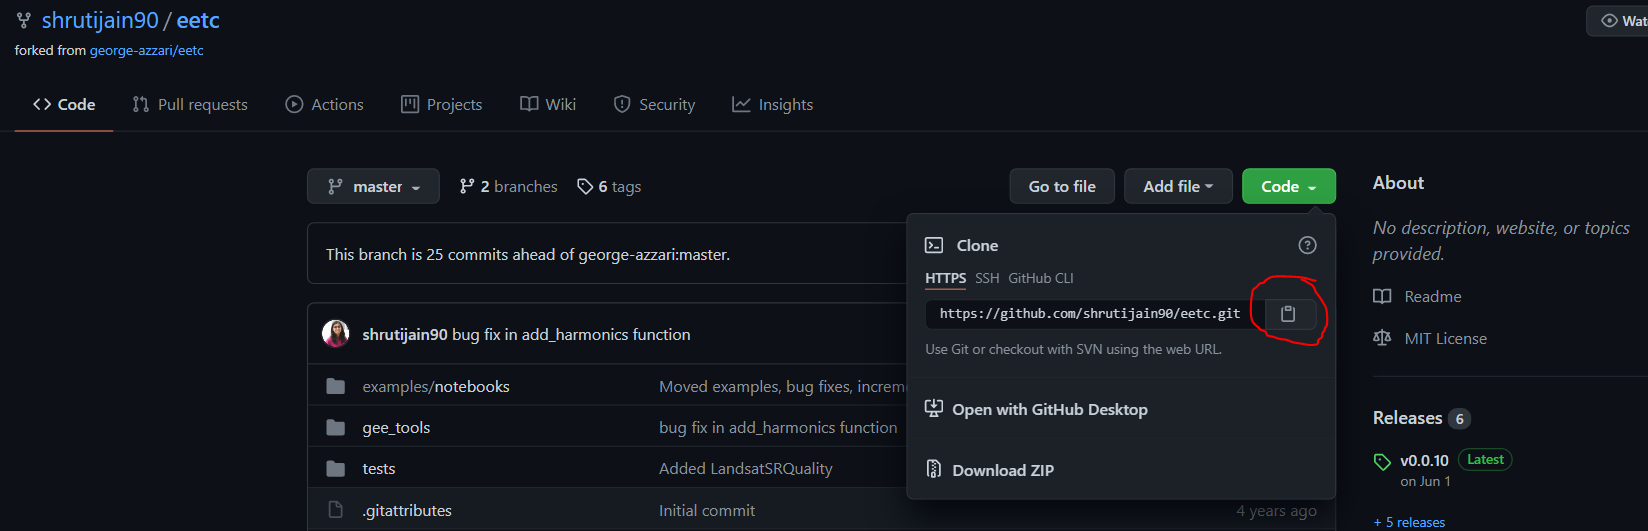 shrutijain90 / eetc
Wat
forked from george-azzari/eetc
Code Pull requests Actions Projects Wiki Security Insights
master 2 branches 6 tags Go to file Add file Code
About
No description, website, or topics
provided.
Readme
MIT License
Releases 6
v0.0.10 Latest
on Jun 1
+ 5 releases
This branch is 25 commits ahead of george-azzari:master.
Clone
HTTPS SSH GitHub CLI
https://github.com/shrutijain90/eetc.git
Use Git or checkout with SVN using the web URL.
Open with GitHub Desktop
Download ZIP
shrutijain90 bug fix in add_harmonics function
examples/notebooks Moved examples, bug fixes, increm
gee_tools bug fix in add_harmonics function
tests Added LandsatSRQuality
.gitattributes Initial commit 4 years ago